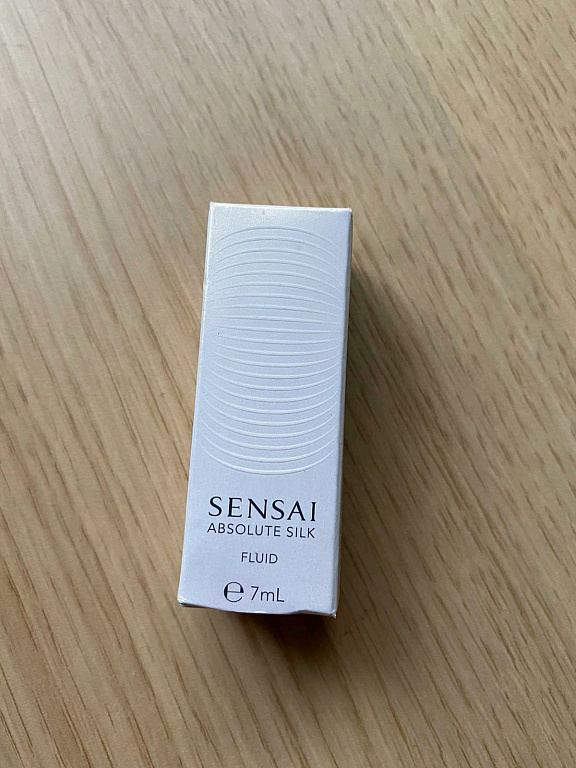 SENSAI
ABSOLUTE SILK
FLUID
℮ 7mL